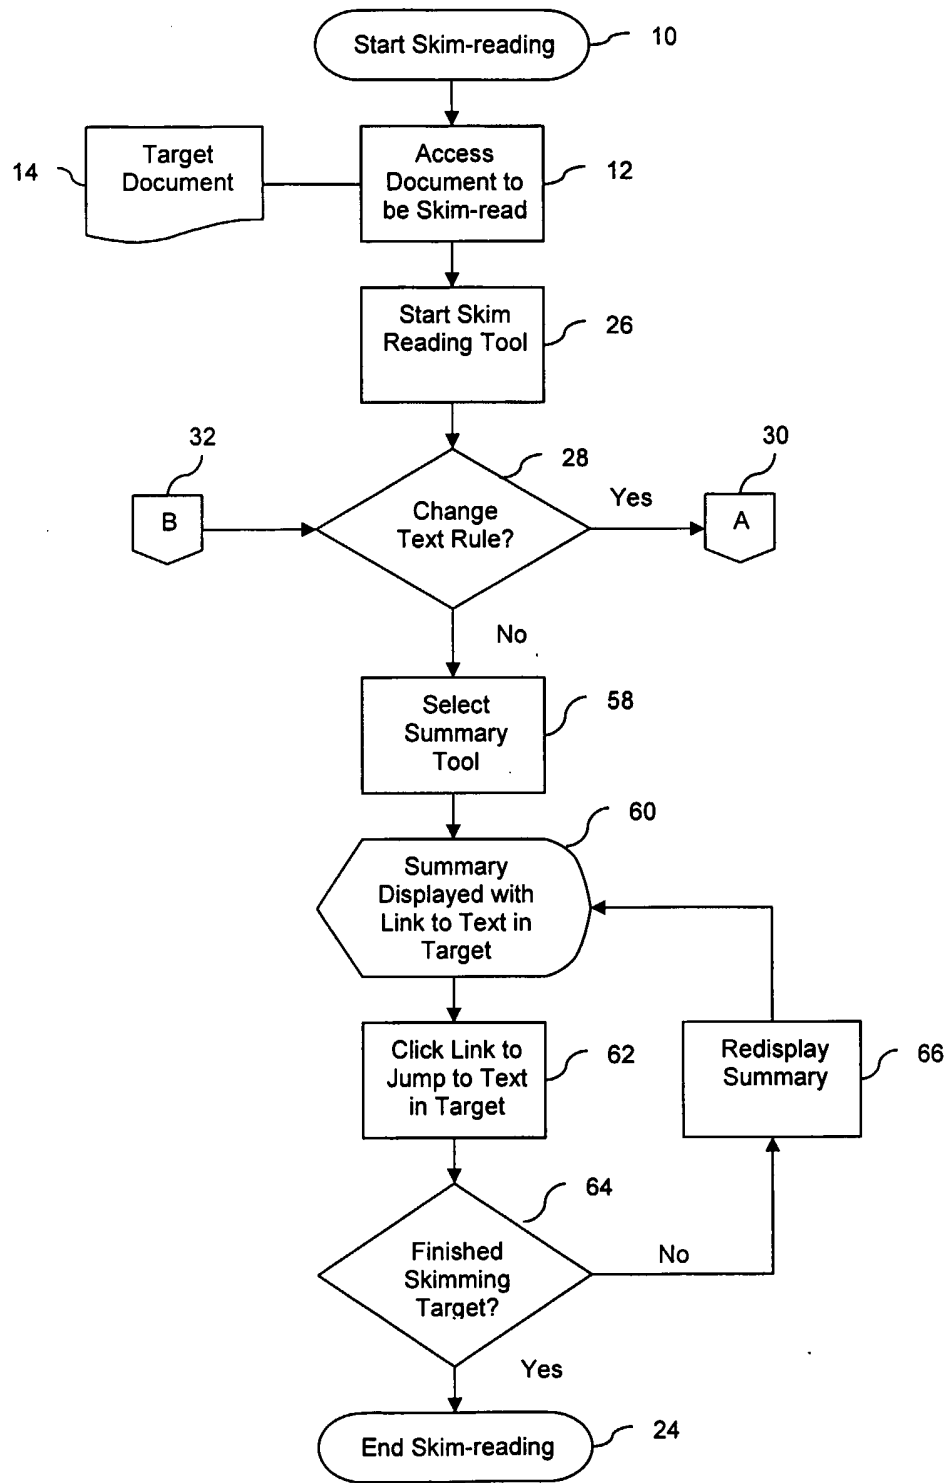 Start Skim-reading
10
Target
Document
14
Access
Document to
be Skim-read
12
Start Skim
Reading Tool
26
32
B
28
Change
Text Rule?
Yes
30
A
No
Select
Summary
Tool
58
60
Summary
Displayed with
Link to Text in
Target
Click Link to
Jump to Text
in Target
62
Redisplay
Summary
66
64
Finished
Skimming
Target?
No
Yes
End Skim-reading
24